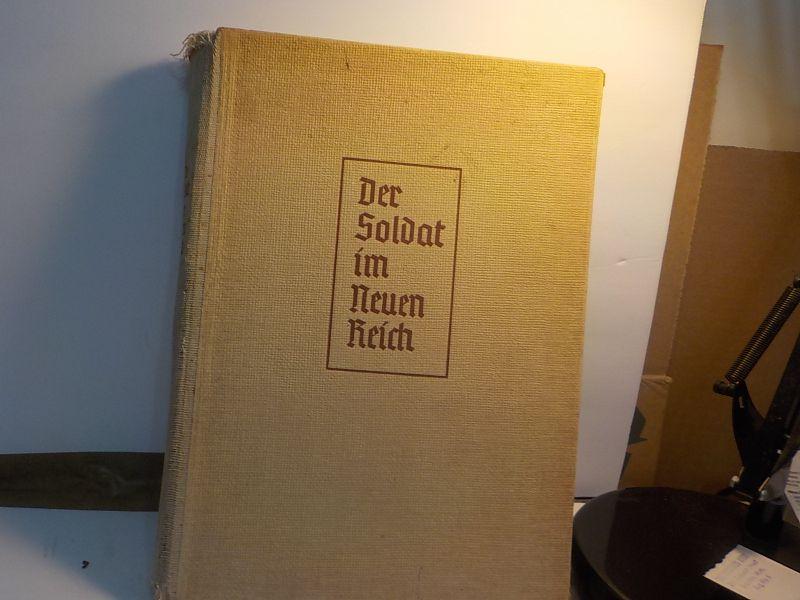 Der
Soldat
im
Neuen
Reich